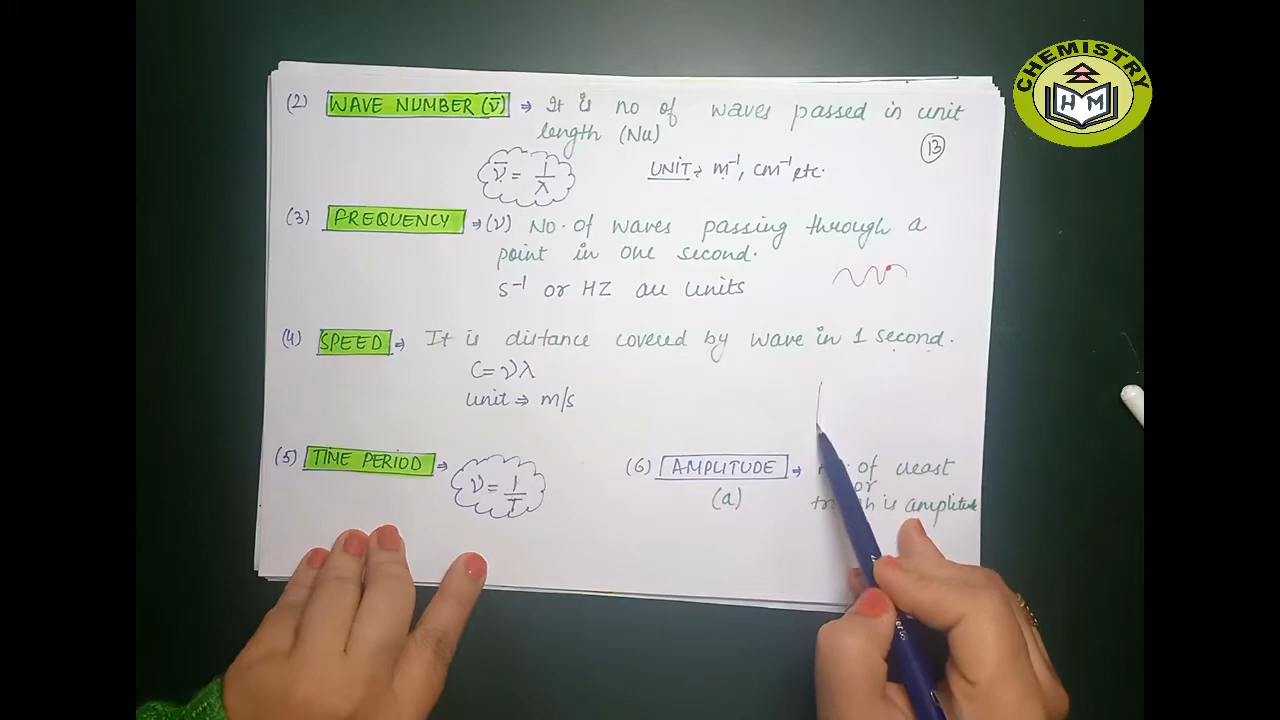 CHEMISTRY
H M
(2) WAVE NUMBER (ν̅) ⇒ It is no of waves passed in unit
length (Nu)
13
ν̅ = 1/λ
UNIT ⇒ m⁻¹, cm⁻¹ etc.
(3) FREQUENCY ⇒ (ν) No. of waves passing through a
point in one second.
S⁻¹ or HZ are units
(4) SPEED ⇒ It is distance covered by wave in 1 second.
C = νλ
unit ⇒ m/s
(5) TIME PERIOD ⇒ ν = 1/T
(6) AMPLITUDE → of crest
(a)
or
is amplitude